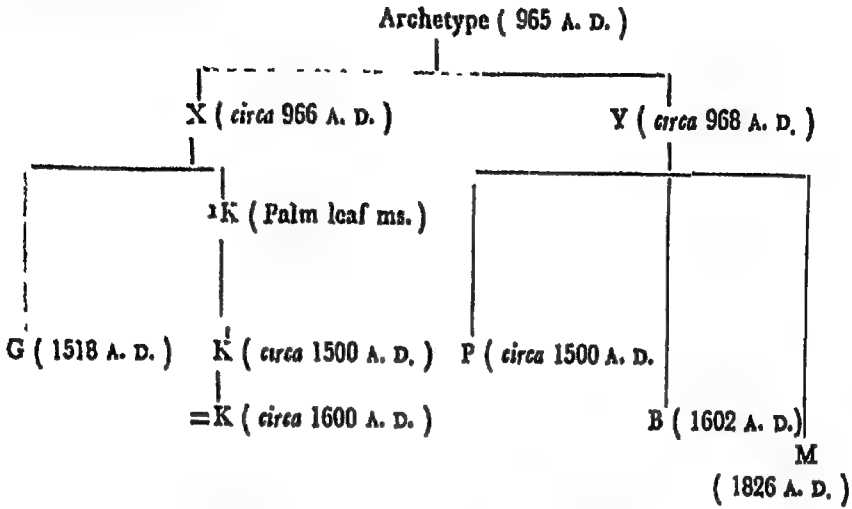 Archetype ( 965 A. D. )
X ( circa 966 A. D. )
Y ( circa 968 A. D. )
1K ( Palm leaf ms. )
G ( 1518 A. D. )
K ( circa 1500 A. D. )
P ( circa 1500 A. D.
=K ( circa 1600 A. D. )
B ( 1602 A. D.)
M
( 1826 A. D. )